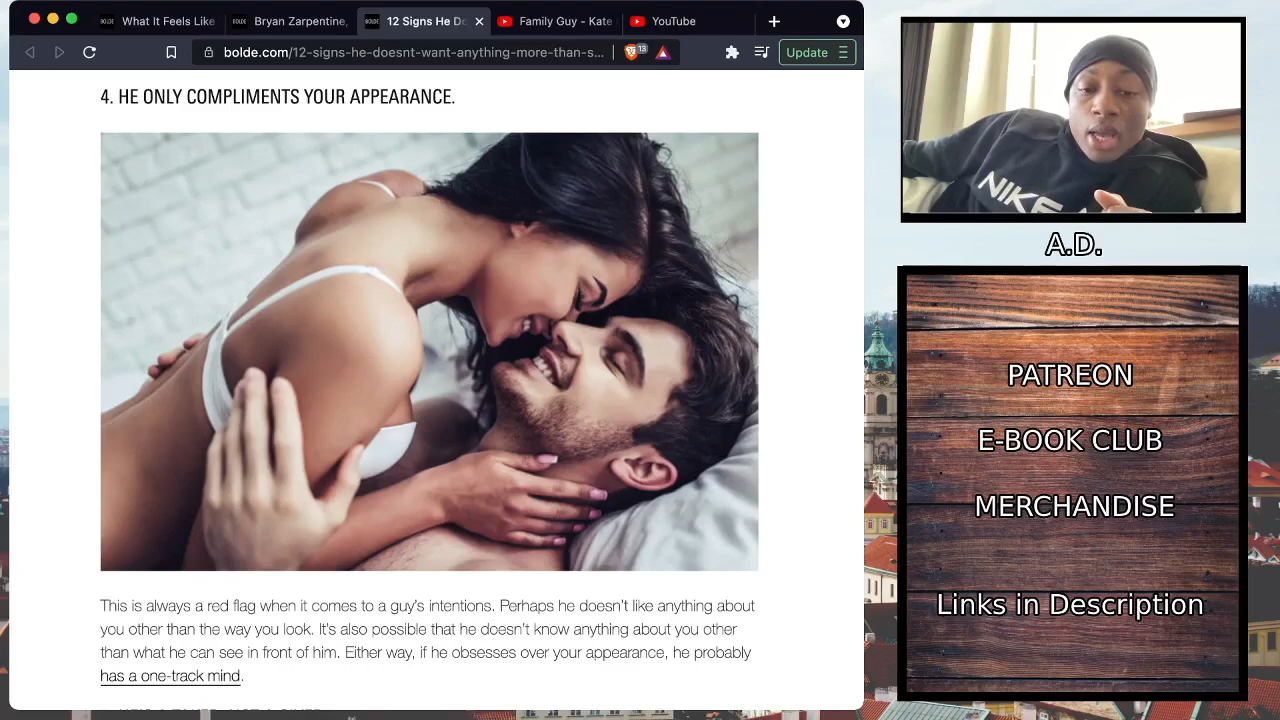 What It Feels Like
Bryan Zarpentine,
12 Signs He Do
Family Guy - Kate
YouTube
bolde.com/12-signs-he-doesnt-want-anything-more-than-s...
13
Update
4. HE ONLY COMPLIMENTS YOUR APPEARANCE.
This is always a red flag when it comes to a guy's intentions. Perhaps he doesn't like anything about
you other than the way you look. It's also possible that he doesn't know anything about you other
than what he can see in front of him. Either way, if he obsesses over your appearance, he probably
has a one-track mind.
NIKE
A.D.
PATREON
E-BOOK CLUB
MERCHANDISE
Links in Description